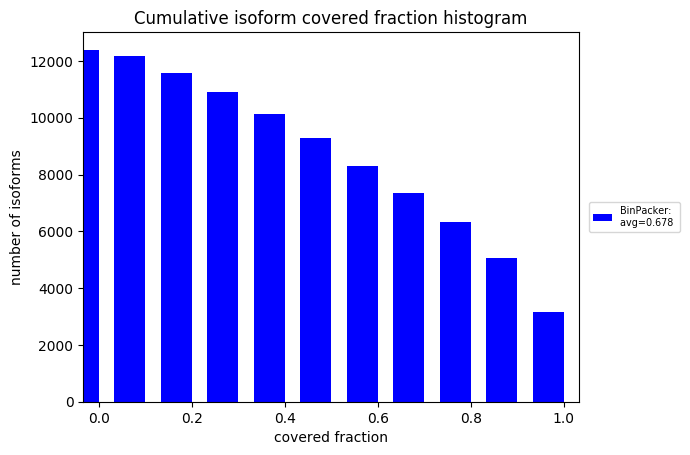 Cumulative isoform covered fraction histogram
number of isoforms
12000
10000
8000
6000
4000
2000
0
0.0
0.2
0.4
0.6
0.8
1.0
covered fraction
BinPacker:
avg=0.678